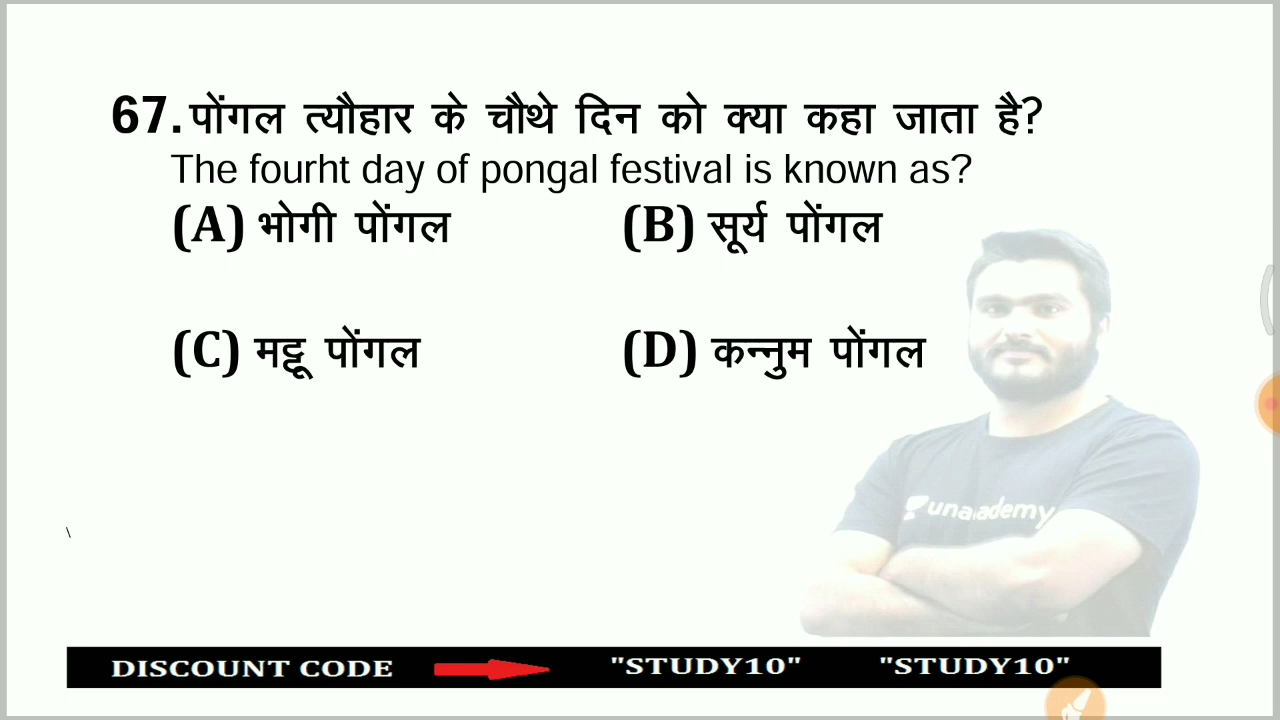 67. पोंगल त्यौहार के चौथे दिन को क्या कहा जाता है?
The fourht day of pongal festival is known as?
(A) भोगी पोंगल (B) सूर्य पोंगल
(C) मट्टू पोंगल (D) कन्नुम पोंगल
unacademy
DISCOUNT CODE "STUDY10" "STUDY10"